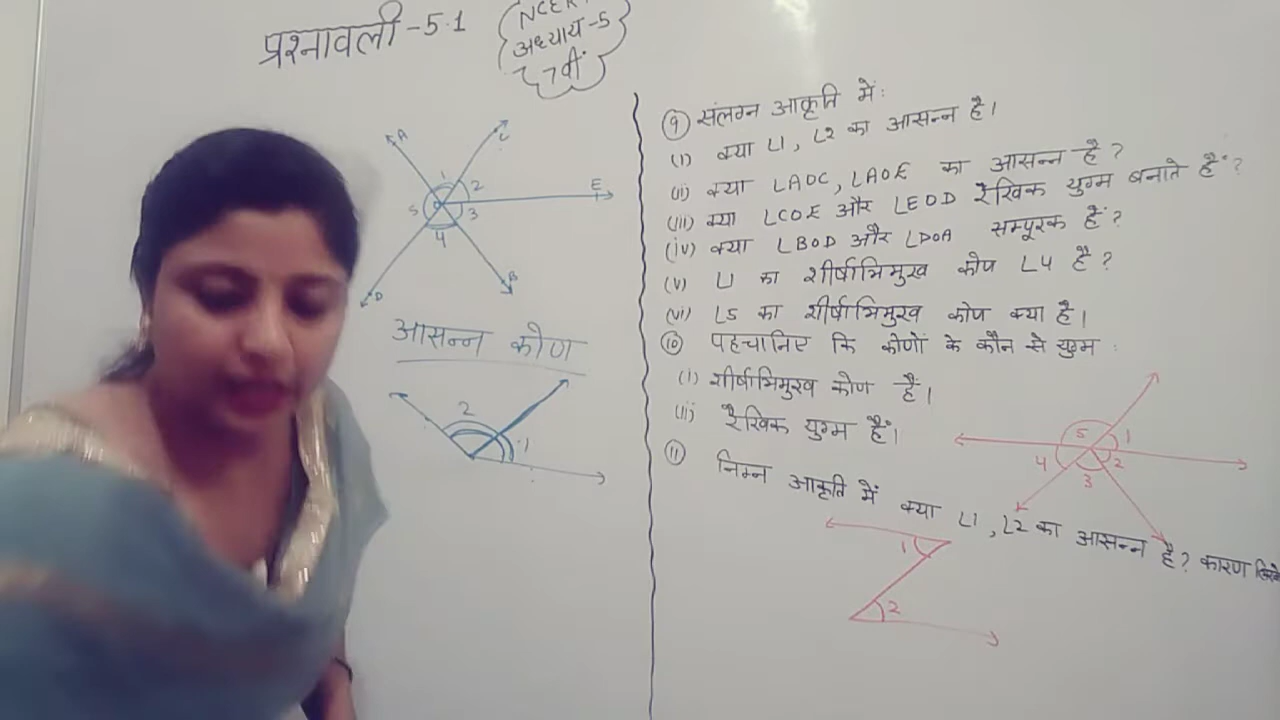 प्रश्नावली-5.1
NCER
अध्याय-5
7वीं
A
C
1
2
E
5
3
4
B
D
आसन्न कोण
2
1
9 संलग्न आकृति में:
(i) क्या ∠1, ∠2 का आसन्न है।
(ii) क्या ∠AOC, ∠AOE का आसन्न है?
(iii) क्या ∠COE और ∠EOD रैखिक युग्म बनाते हैं?
(iv) क्या ∠BOD और ∠DOA सम्पूरक हैं?
(v) ∠1 का शीर्षाभिमुख कोण ∠4 है?
(vi) ∠5 का शीर्षाभिमुख कोण क्या है।
10 पहचानिए कि कोणों के कौन से युग्म:
(i) शीर्षाभिमुख कोण हैं।
(ii) रैखिक युग्म हैं।
5 1
4 2
3
11 निम्न आकृति में क्या ∠1, ∠2 का आसन्न है? कारण
1
2